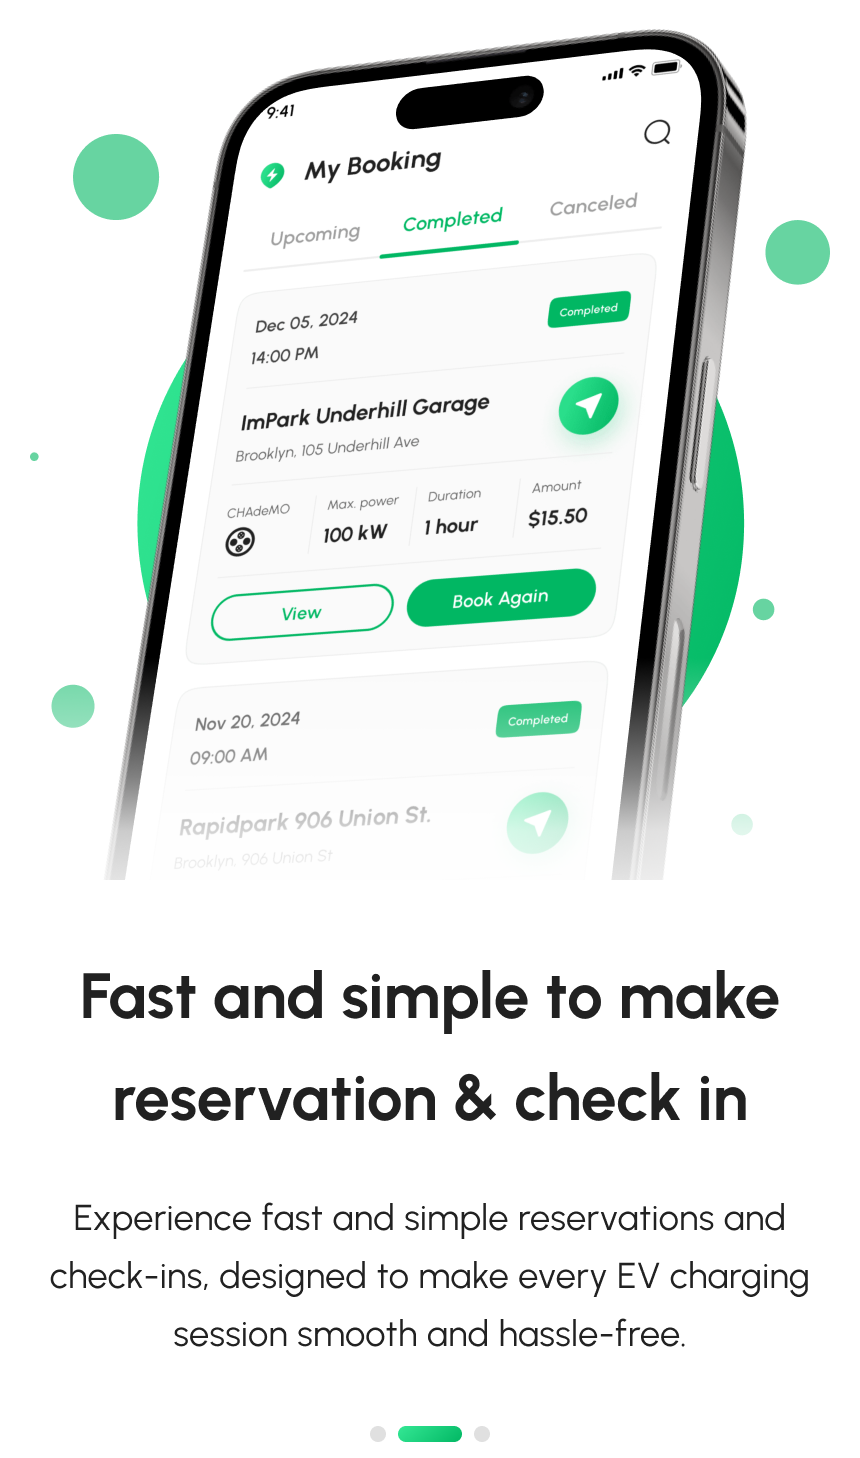 9:41
My Booking
Upcoming Completed Canceled
Dec 05, 2024
14:00 PM
Completed
ImPark Underhill Garage
Brooklyn, 105 Underhill Ave
CHAdeMO Max. power Duration Amount
100 kW 1 hour $15.50
View Book Again
Nov 20, 2024
09:00 AM
Completed
Rapidpark 906 Union St.
Brooklyn, 906 Union St
Fast and simple to make
reservation & check in
Experience fast and simple reservations and
check-ins, designed to make every EV charging
session smooth and hassle-free.